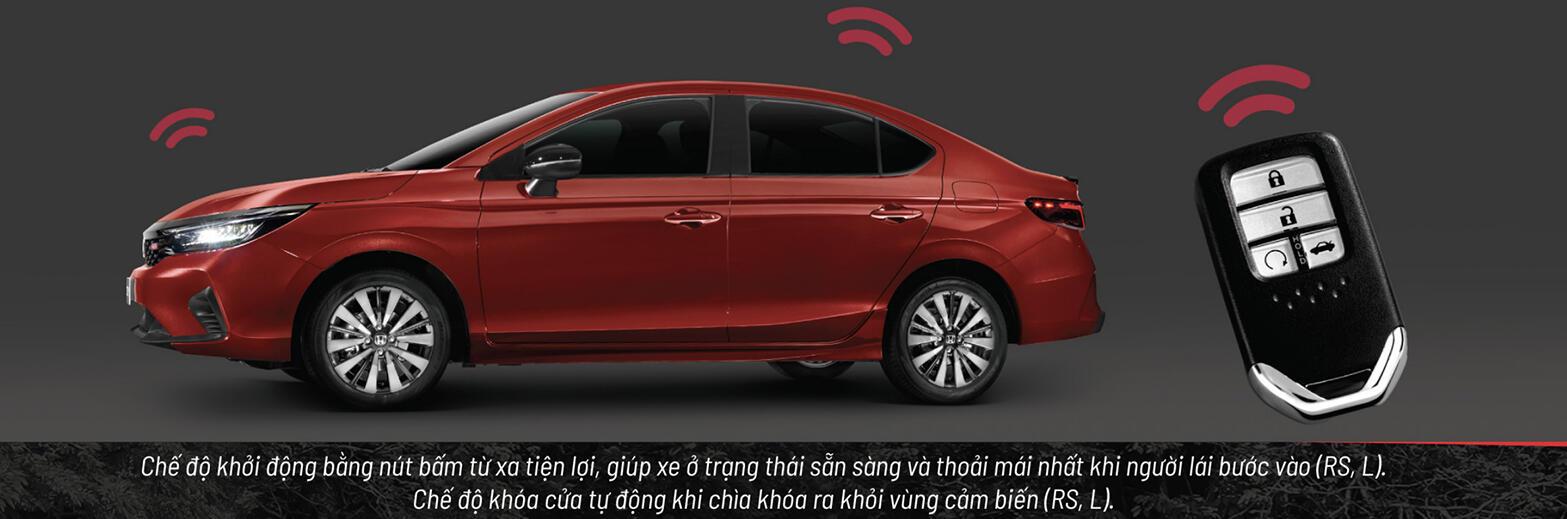 HOLD
Chế độ khởi động bằng nút bấm từ xa tiện lợi, giúp xe ở trạng thái sẵn sàng và thoải mái nhất khi người lái bước vào (RS, L).
Chế độ khóa cửa tự động khi chìa khóa ra khỏi vùng cảm biến (RS, L).